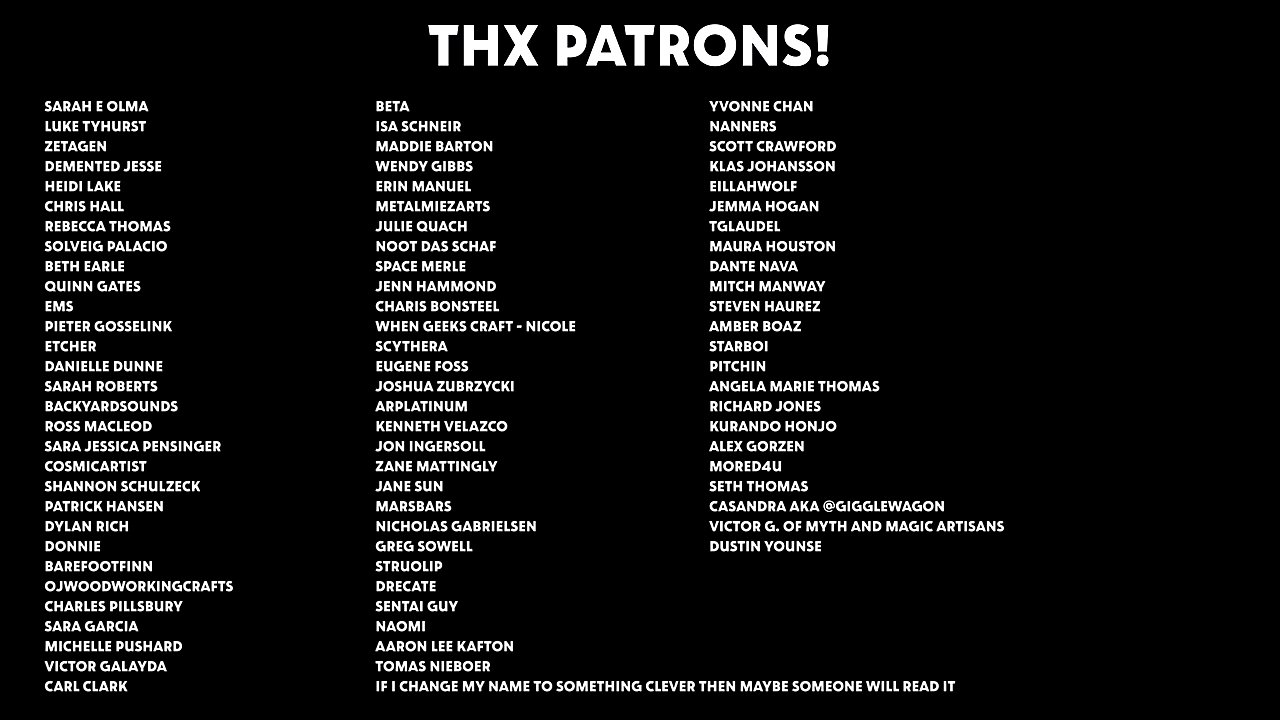 THX PATRONS!
SARAH E OLMA
LUKE TYHURST
ZETAGEN
DEMENTED JESSE
HEIDI LAKE
CHRIS HALL
REBECCA THOMAS
SOLVEIG PALACIO
BETH EARLE
QUINN GATES
EMS
PIETER GOSSELINK
ETCHER
DANIELLE DUNNE
SARAH ROBERTS
BACKYARDSOUNDS
ROSS MACLEOD
SARA JESSICA PENSINGER
COSMICARTIST
SHANNON SCHULZECK
PATRICK HANSEN
DYLAN RICH
DONNIE
BAREFOOTFINN
OJWOODWORKINGCRAFTS
CHARLES PILLSBURY
SARA GARCIA
MICHELLE PUSHARD
VICTOR GALAYDA
CARL CLARK
BETA
ISA SCHNEIR
MADDIE BARTON
WENDY GIBBS
ERIN MANUEL
METALMIEZARTS
JULIE QUACH
NOOT DAS SCHAF
SPACE MERLE
JENN HAMMOND
CHARIS BONSTEEL
WHEN GEEKS CRAFT - NICOLE
SCYTHERA
EUGENE FOSS
JOSHUA ZUBRZYCKI
ARPLATINUM
KENNETH VELAZCO
JON INGERSOLL
ZANE MATTINGLY
JANE SUN
MARSBARS
NICHOLAS GABRIELSEN
GREG SOWELL
STRUOLIP
DRECATE
SENTAI GUY
NAOMI
AARON LEE KAFTON
TOMAS NIEBOER
IF I CHANGE MY NAME TO SOMETHING CLEVER THEN MAYBE SOMEONE WILL READ IT
YVONNE CHAN
NANNERS
SCOTT CRAWFORD
KLAS JOHANSSON
EILLAHWOLF
JEMMA HOGAN
TGLAUDEL
MAURA HOUSTON
DANTE NAVA
MITCH MANWAY
STEVEN HAUREZ
AMBER BOAZ
STARBOI
PITCHIN
ANGELA MARIE THOMAS
RICHARD JONES
KURANDO HONJO
ALEX GORZEN
MORED4U
SETH THOMAS
CASANDRA AKA @GIGGLEWAGON
VICTOR G. OF MYTH AND MAGIC ARTISANS
DUSTIN YOUNSE